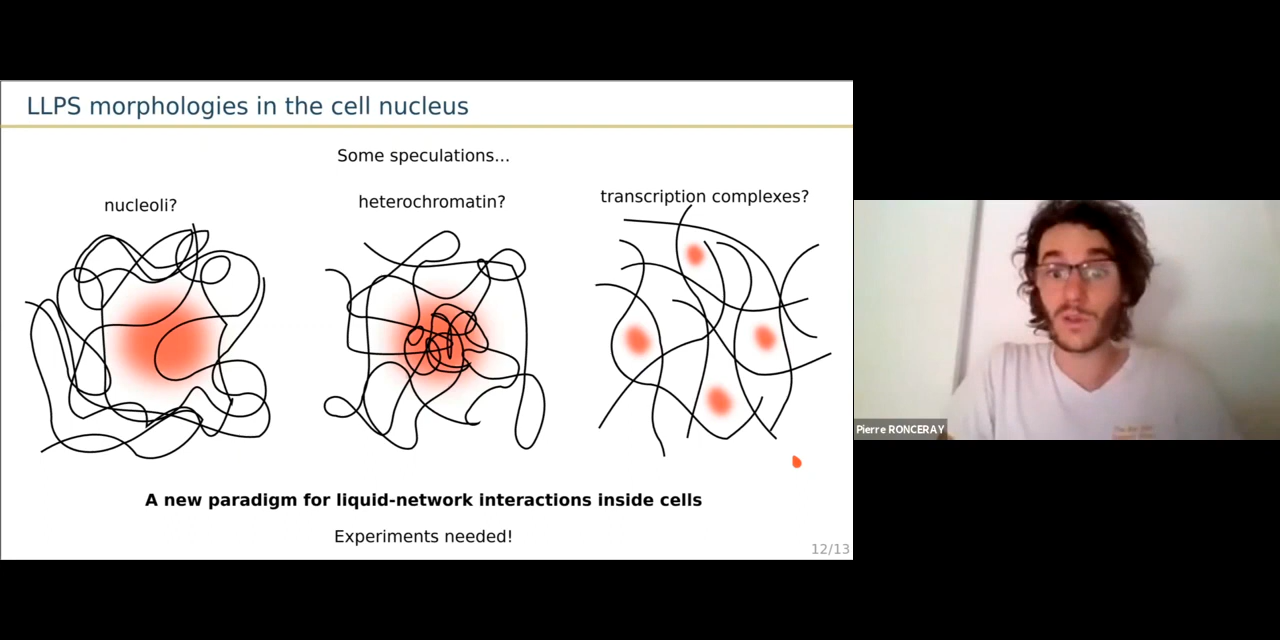 LLPS morphologies in the cell nucleus
Some speculations...
nucleoli?
heterochromatin?
transcription complexes?
A new paradigm for liquid-network interactions inside cells
Experiments needed!
12/13
Pierre RONCERAY